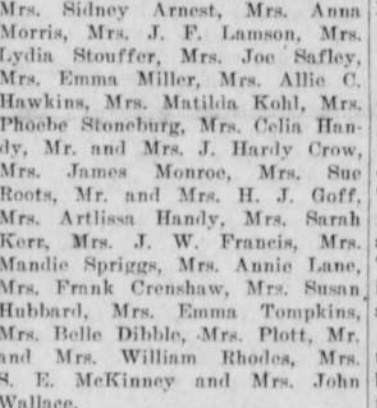 Mrs. Sidney Arnest, Mrs. Anna
Morris, Mrs. J. F. Lamson, Mrs.
Lydia Stouffer, Mrs. Joe Safley,
Mrs. Emma Miller, Mrs. Allie C.
Hawkins, Mrs. Matilda Kohl, Mrs.
Phoebe Stoneburg, Mrs. Celia Han-
dy, Mr. and Mrs. J. Hardy Crow,
Mrs. James Monroe, Mrs. Sue
Roots, Mr. and Mrs. H. J. Goff,
Mrs. Artlissa Handy, Mrs. Sarah
Kerr, Mrs. J. W. Francis, Mrs.
Mandie Spriggs, Mrs. Annie Lane,
Mrs. Frank Crenshaw, Mrs. Susan
Hubbard, Mrs. Emma Tompkins,
Mrs. Belle Dibble, Mrs. Plott, Mr.
and Mrs. William Rhodes, Mrs.
S. E. McKinney and Mrs. John
Wallace.